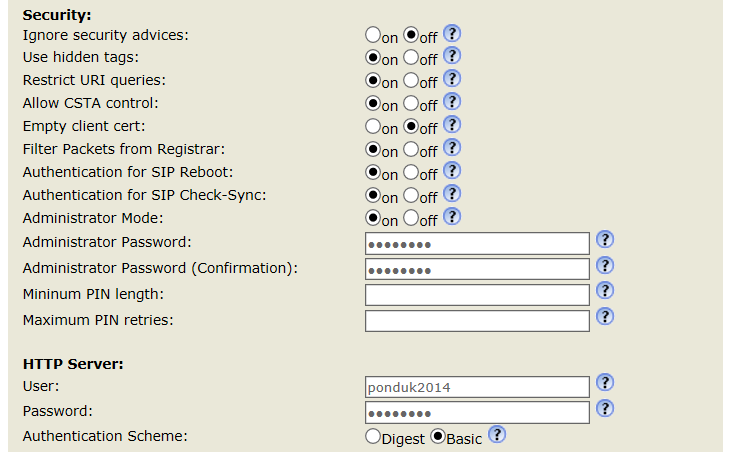 Security:
Ignore security advices: on off ?
Use hidden tags: on off ?
Restrict URI queries: on off ?
Allow CSTA control: on off ?
Empty client cert: on off ?
Filter Packets from Registrar: on off ?
Authentication for SIP Reboot: on off ?
Authentication for SIP Check-Sync: on off ?
Administrator Mode: on off ?
Administrator Password: ●●●●●●●● ?
Administrator Password (Confirmation): ●●●●●●●● ?
Mininum PIN length: ?
Maximum PIN retries: ?
HTTP Server:
User: ponduk2014 ?
Password: ●●●●●●●● ?
Authentication Scheme: Digest Basic ?